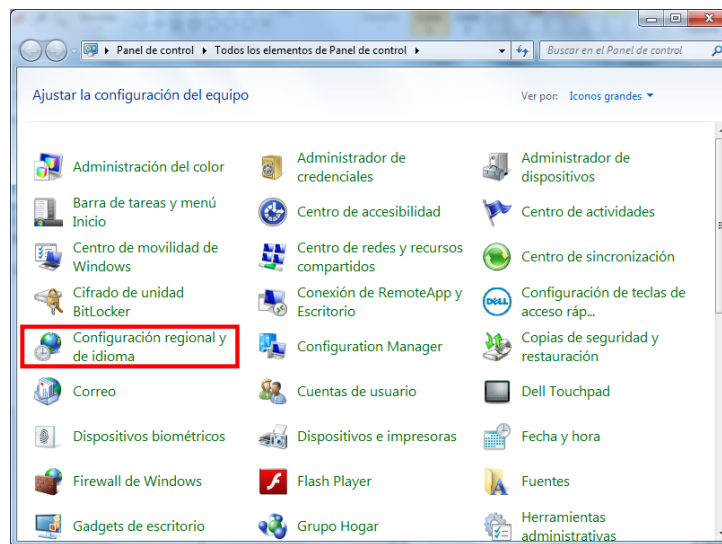 Panel de control ▸ Todos los elementos de Panel de control ▸
Buscar en el Panel de control
Ajustar la configuración del equipo
Ver por: Iconos grandes
Administración del color
Administrador de
credenciales
Administrador de
dispositivos
Barra de tareas y menú
Inicio
Centro de accesibilidad
Centro de actividades
Centro de movilidad de
Windows
Centro de redes y recursos
compartidos
Centro de sincronización
Cifrado de unidad
BitLocker
Conexión de RemoteApp y
Escritorio
DELL
Configuración de teclas de
acceso ráp...
Configuración regional y
de idioma
Configuration Manager
Copias de seguridad y
restauración
Correo
Cuentas de usuario
Dell Touchpad
Dispositivos biométricos
Dispositivos e impresoras
Fecha y hora
Firewall de Windows
Flash Player
Fuentes
Gadgets de escritorio
Grupo Hogar
Herramientas
administrativas